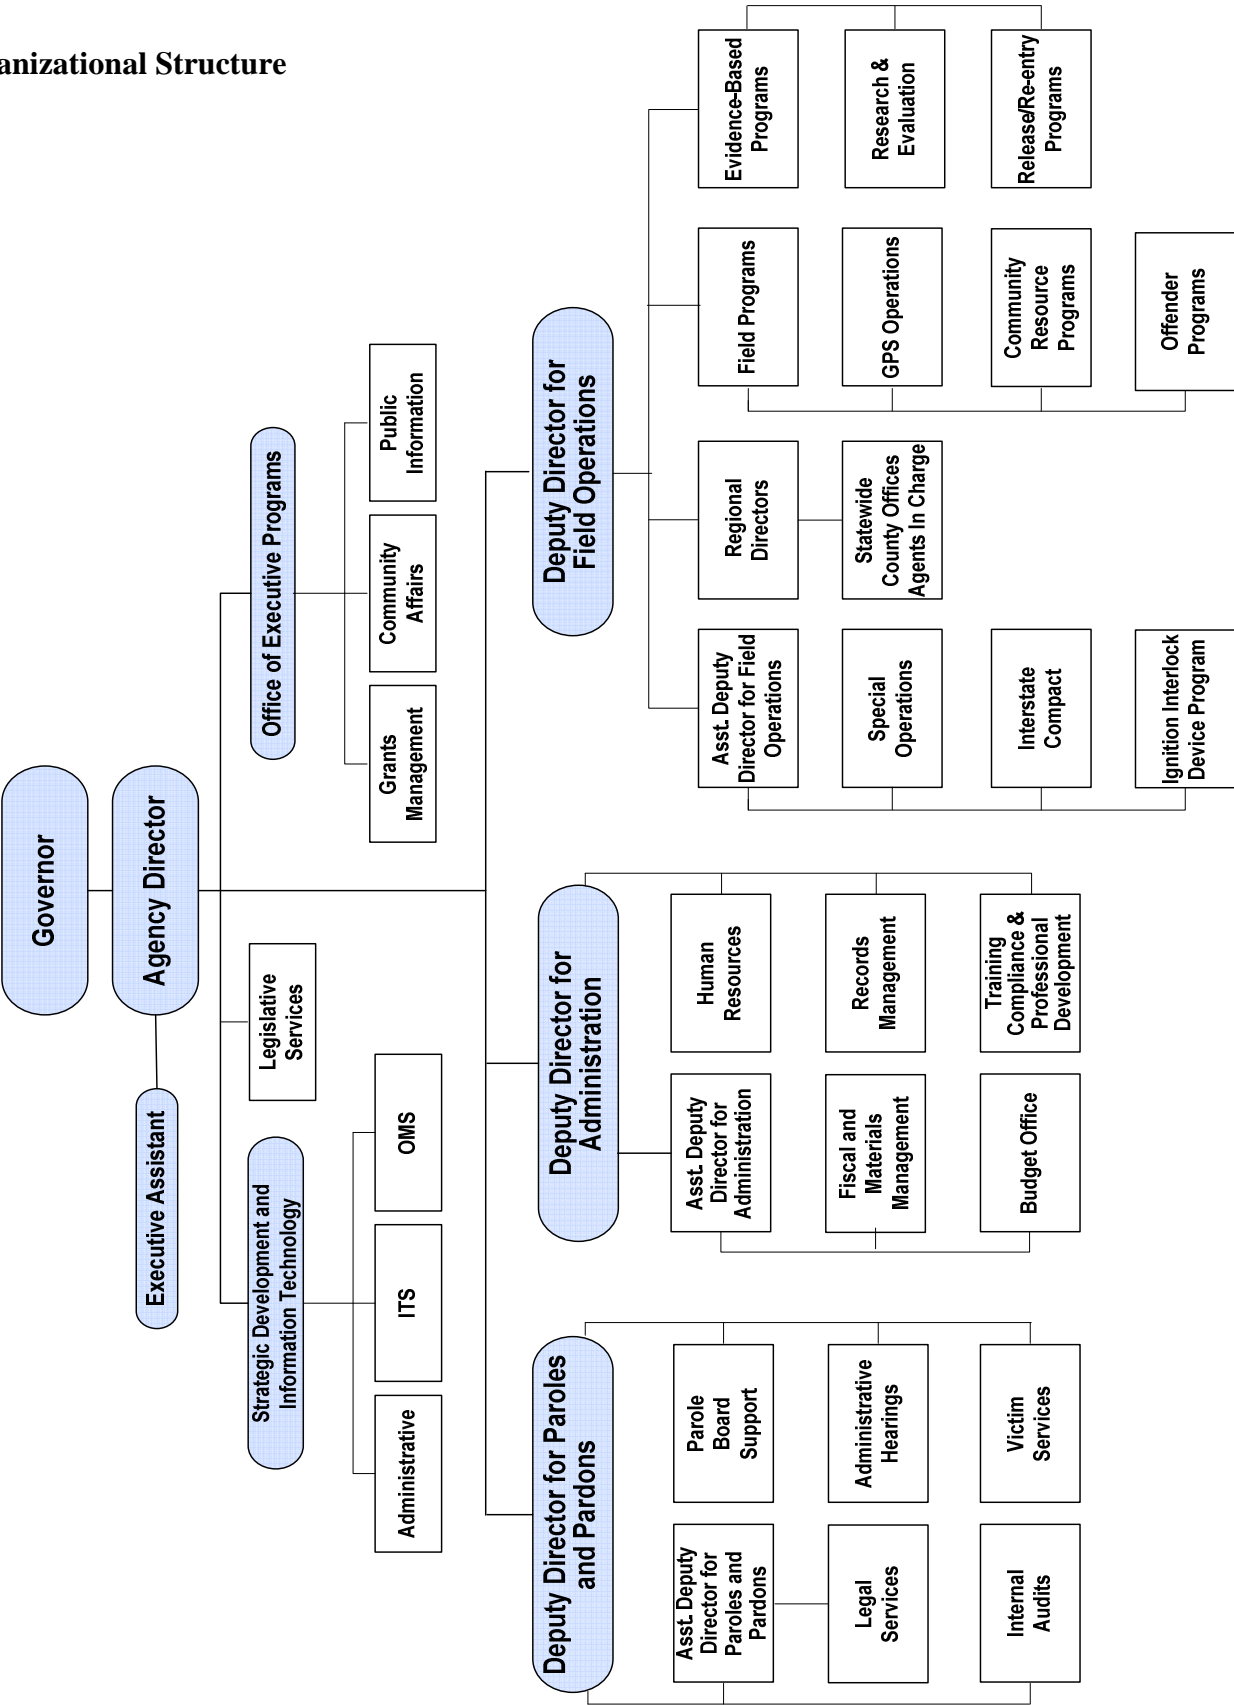 anizational Structure
Governor
Agency Director
Executive Assistant
Strategic Development and
Information Technology
Legislative
Services
Office of Executive Programs
Administrative
ITS
OMS
Grants
Management
Community
Affairs
Public
Information
Deputy Director for Paroles
and Pardons
Deputy Director for
Administration
Deputy Director for
Field Operations
Asst. Deputy
Director for
Paroles and
Pardons
Parole
Board
Support
Legal
Services
Administrative
Hearings
Internal
Audits
Victim
Services
Asst. Deputy
Director for
Administration
Human
Resources
Fiscal and
Materials
Management
Records
Management
Budget Office
Training
Compliance &
Professional
Development
Asst. Deputy
Director for Field
Operations
Special
Operations
Interstate
Compact
Ignition Interlock
Device Program
Regional
Directors
Statewide
County Offices
Agents In Charge
Field Programs
GPS Operations
Community
Resource
Programs
Offender
Programs
Evidence-Based
Programs
Research &
Evaluation
Release/Re-entry
Programs